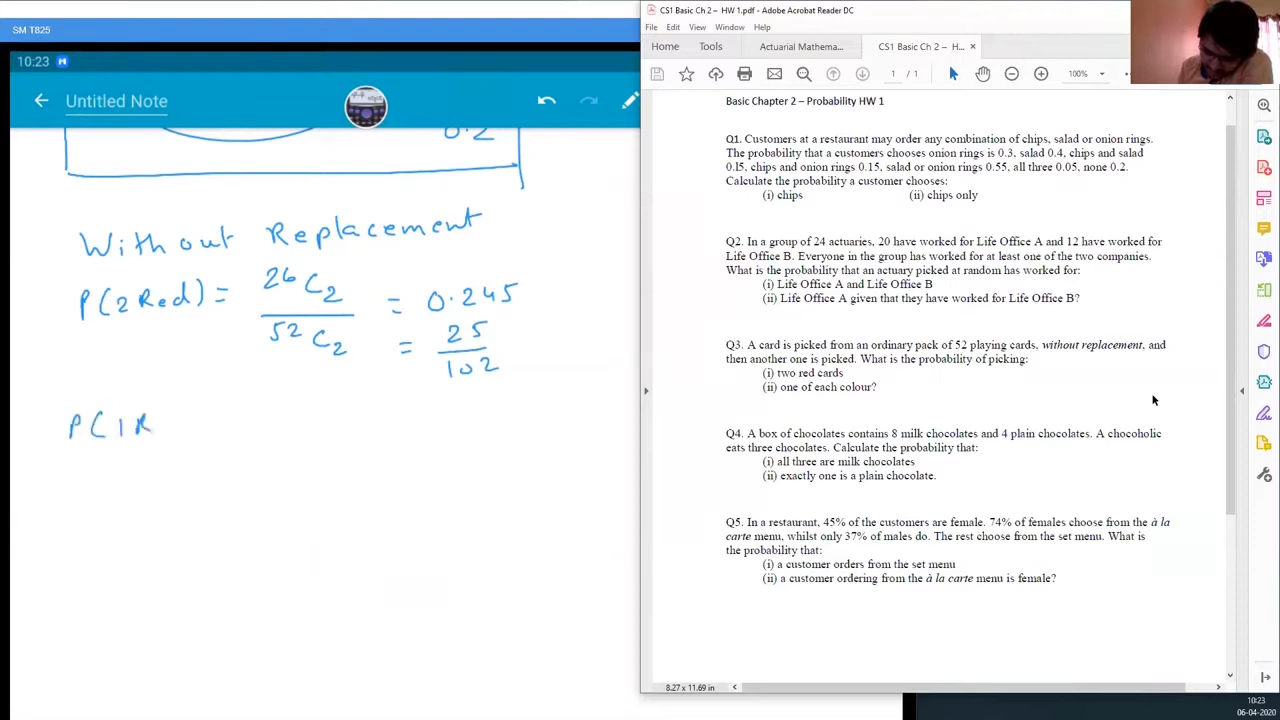 SM T825
10:23
Untitled Note
0.2
Without Replacement
P(2Red) = 26C2 / 52C2 = 0.245
= 25/102
P(1R
CS1 Basic Ch 2 – HW 1.pdf - Adobe Acrobat Reader DC
File Edit View Window Help
Home Tools Actuarial Mathema... CS1 Basic Ch 2 – H... ×
1 / 1 100%
Basic Chapter 2 – Probability HW 1
Q1. Customers at a restaurant may order any combination of chips, salad or onion rings.
The probability that a customers chooses onion rings is 0.3, salad 0.4, chips and salad
0.l5, chips and onion rings 0.15, salad or onion rings 0.55, all three 0.05, none 0.2.
Calculate the probability a customer chooses:
(i) chips (ii) chips only
Q2. In a group of 24 actuaries, 20 have worked for Life Office A and 12 have worked for
Life Office B. Everyone in the group has worked for at least one of the two companies.
What is the probability that an actuary picked at random has worked for:
(i) Life Office A and Life Office B
(ii) Life Office A given that they have worked for Life Office B?
Q3. A card is picked from an ordinary pack of 52 playing cards, without replacement, and
then another one is picked. What is the probability of picking:
(i) two red cards
(ii) one of each colour?
Q4. A box of chocolates contains 8 milk chocolates and 4 plain chocolates. A chocoholic
eats three chocolates. Calculate the probability that:
(i) all three are milk chocolates
(ii) exactly one is a plain chocolate.
Q5. In a restaurant, 45% of the customers are female. 74% of females choose from the à la
carte menu, whilst only 37% of males do. The rest choose from the set menu. What is
the probability that:
(i) a customer orders from the set menu
(ii) a customer ordering from the à la carte menu is female?
8.27 x 11.69 in
10:23
06-04-2020